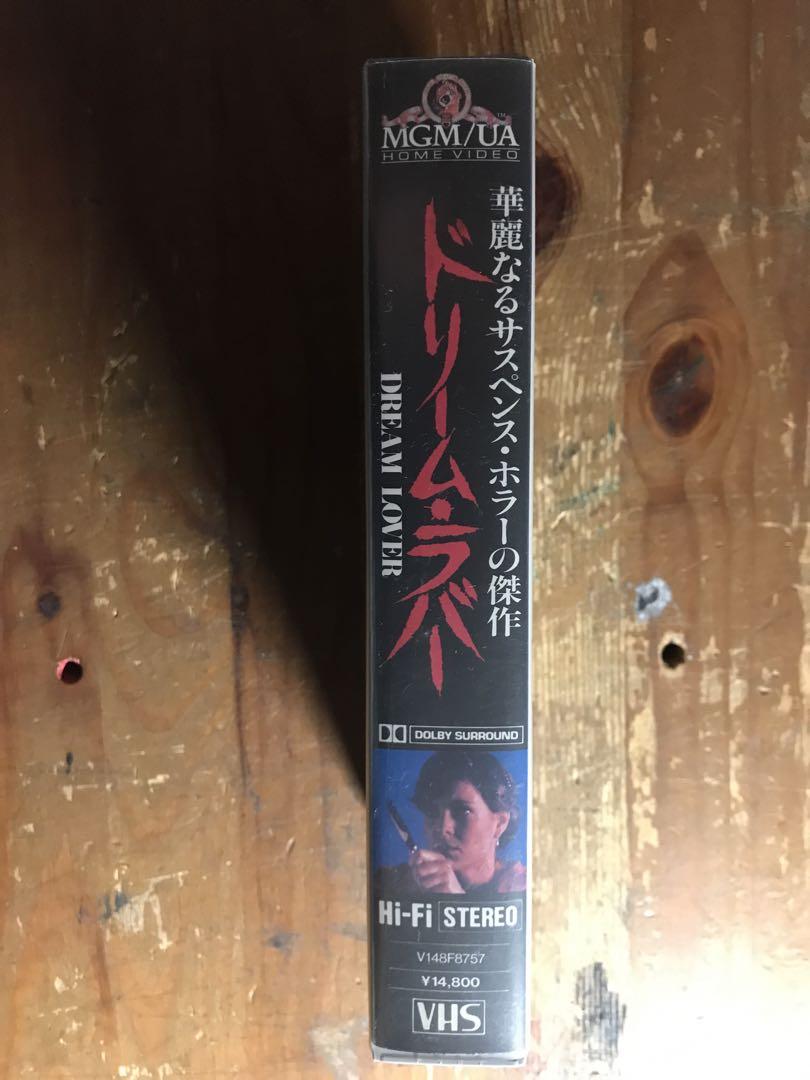 MGM/UA
TM
HOME VIDEO
華麗なるサスペンス・ホラーの傑作
ドリーム・ラバー
DREAM LOVER
DOLBY SURROUND
Hi-Fi STEREO
V148F8757
¥14,800
VHS